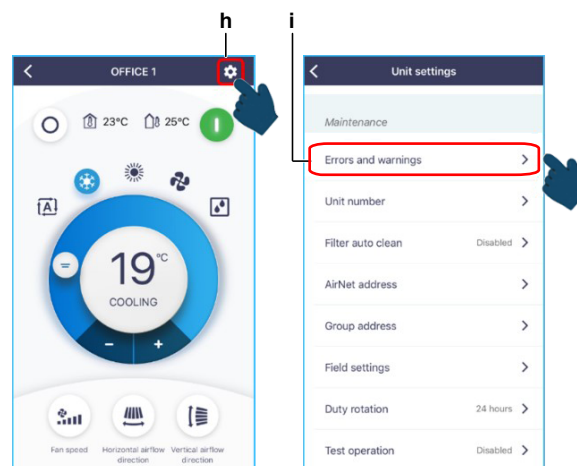 h
i
OFFICE 1
23°C
25°C
A
19°C
COOLING
−
+
Fan speed
Horizontal airflow direction
Vertical airflow direction
Unit settings
Maintenance
Errors and warnings
Unit number
Filter auto clean Disabled
AirNet address
Group address
Field settings
Duty rotation 24 hours
Test operation Disabled